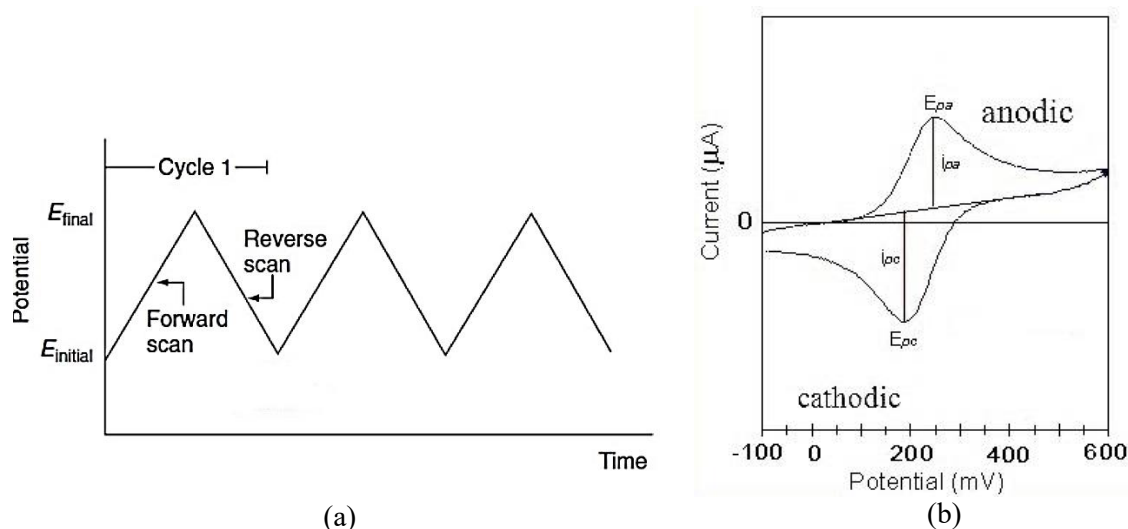 Cycle 1
E_final
Reverse
scan
Potential
Forward
scan
E_initial
Time
(a)
E_pa
anodic
i_pa
Current (µA)
0
i_pc
E_pc
cathodic
-100 0 200 400 600
Potential (mV)
(b)